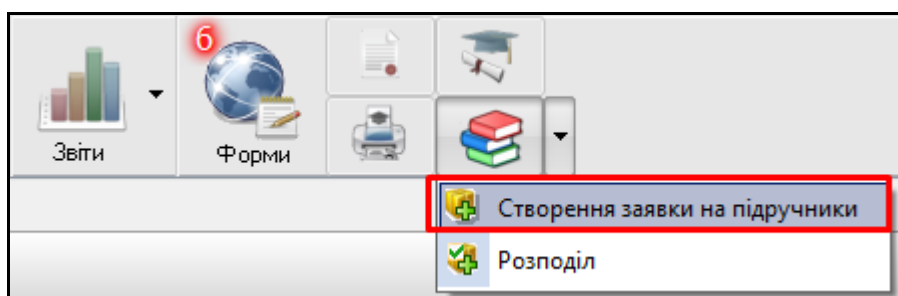 6
Звіти
Форми
Створення заявки на підручники
Розподіл